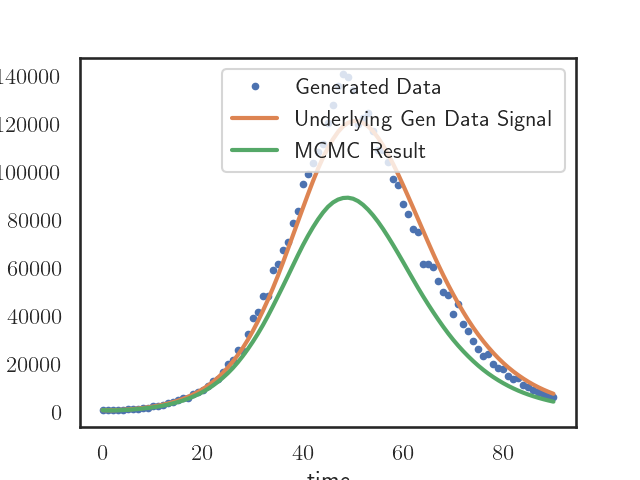 140000
120000
100000
80000
60000
40000
20000
0
Generated Data
Underlying Gen Data Signal
MCMC Result
0 20 40 60 80
time